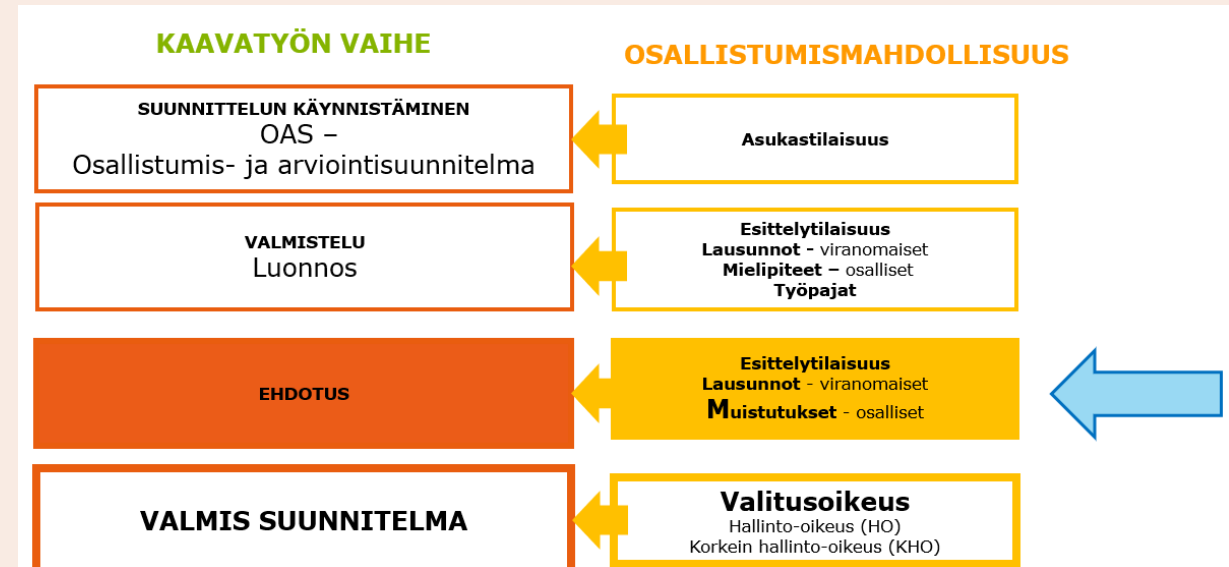 KAAVATYÖN VAIHE
OSALLISTUMISMAHDOLLISUUS
SUUNNITTELUN KÄYNNISTÄMINEN
OAS –
Osallistumis- ja arviointisuunnitelma
Asukastilaisuus
VALMISTELU
Luonnos
Esittelytilaisuus
Lausunnot - viranomaiset
Mielipiteet – osalliset
Työpajat
EHDOTUS
Esittelytilaisuus
Lausunnot - viranomaiset
Muistutukset - osalliset
VALMIS SUUNNITELMA
Valitusoikeus
Hallinto-oikeus (HO)
Korkein hallinto-oikeus (KHO)